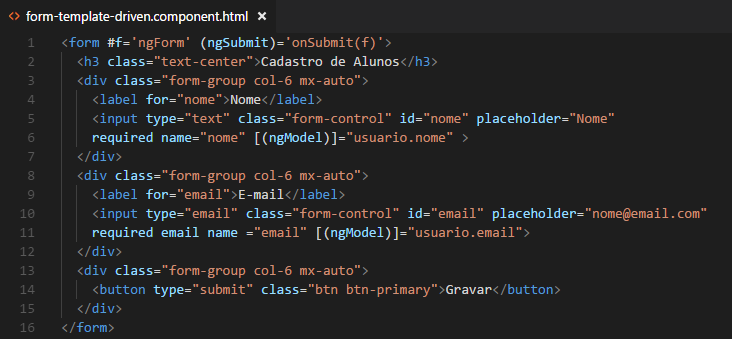 <> form-template-driven.component.html ×
1 <form #f='ngForm' (ngSubmit)='onSubmit(f)'>
2 <h3 class="text-center">Cadastro de Alunos</h3>
3 <div class="form-group col-6 mx-auto">
4 <label for="nome">Nome</label>
5 <input type="text" class="form-control" id="nome" placeholder="Nome"
6 required name="nome" [(ngModel)]="usuario.nome" >
7 </div>
8 <div class="form-group col-6 mx-auto">
9 <label for="email">E-mail</label>
10 <input type="email" class="form-control" id="email" placeholder="nome@email.com"
11 required email name ="email" [(ngModel)]="usuario.email">
12 </div>
13 <div class="form-group col-6 mx-auto">
14 <button type="submit" class="btn btn-primary">Gravar</button>
15 </div>
16 </form>